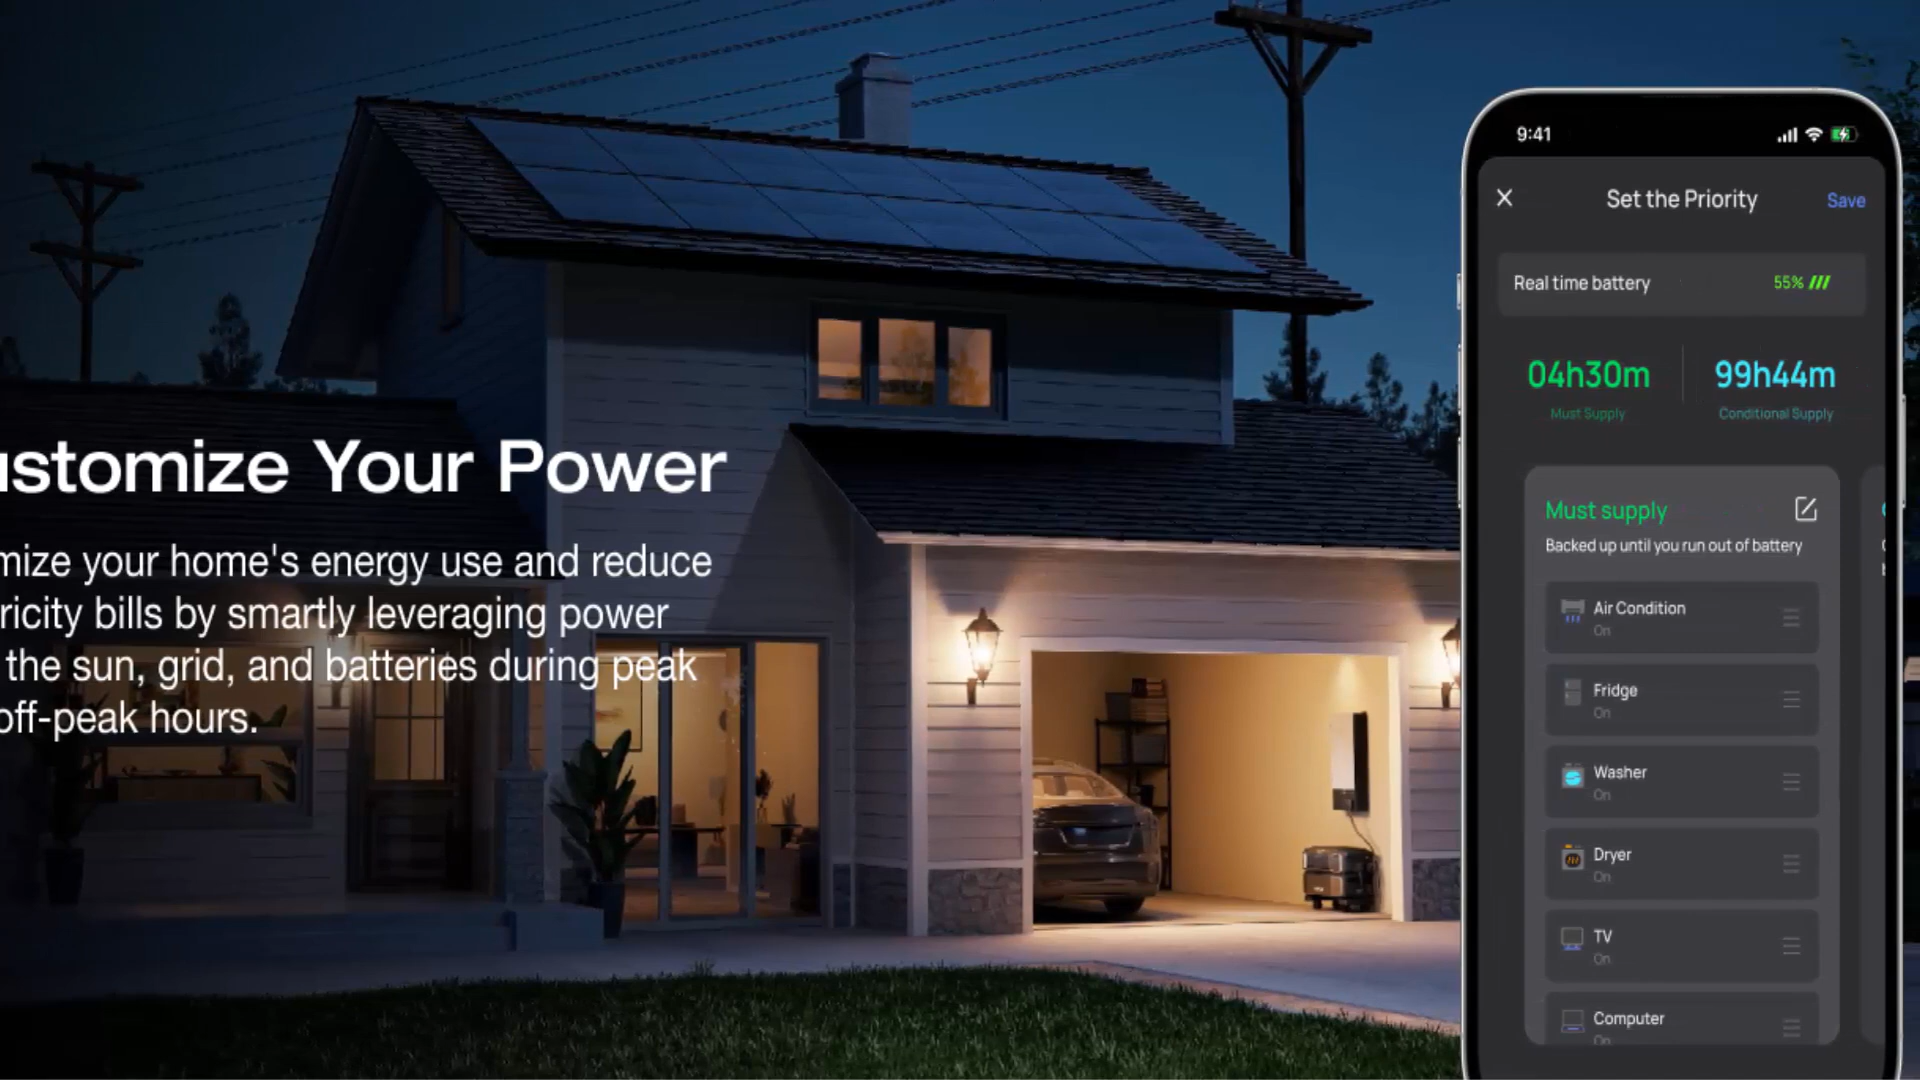 ustomize Your Power
mize your home's energy use and reduce
ricity bills by smartly leveraging power
the sun, grid, and batteries during peak
off-peak hours.
9:41
Set the Priority
Save
Real time battery
55%
04h30m
Must Supply
99h44m
Conditional Supply
Must supply
Backed up until you run out of battery
Air Condition
On
Fridge
On
Washer
On
Dryer
On
TV
On
Computer
On